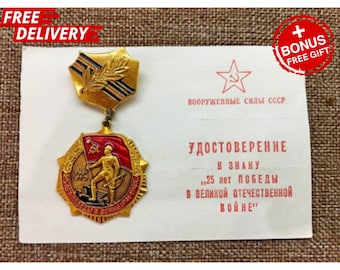 FREE
DELIVERY
+
BONUS
FREE GIFT
ВООРУЖЕННЫЕ СИЛЫ СССР
УДОСТОВЕРЕНИЕ
К ЗНАКУ
„25 ЛЕТ ПОБЕДЫ
В ВЕЛИКОЙ ОТЕЧЕСТВЕННОЙ
ВОЙНЕ"